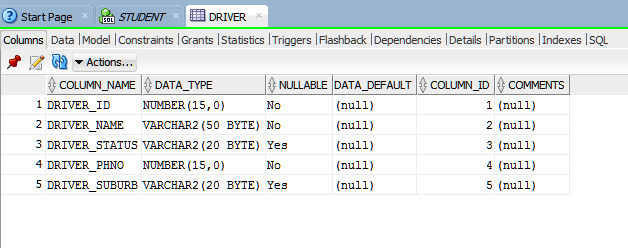 Start Page STUDENT DRIVER
Columns Data Model Constraints Grants Statistics Triggers Flashback Dependencies Details Partitions Indexes SQL
Actions...
COLUMN_NAME DATA_TYPE NULLABLE DATA_DEFAULT COLUMN_ID COMMENTS
1 DRIVER_ID NUMBER(15,0) No (null) 1 (null)
2 DRIVER_NAME VARCHAR2(50 BYTE) No (null) 2 (null)
3 DRIVER_STATUS VARCHAR2(20 BYTE) Yes (null) 3 (null)
4 DRIVER_PHNO NUMBER(15,0) No (null) 4 (null)
5 DRIVER_SUBURB VARCHAR2(20 BYTE) Yes (null) 5 (null)